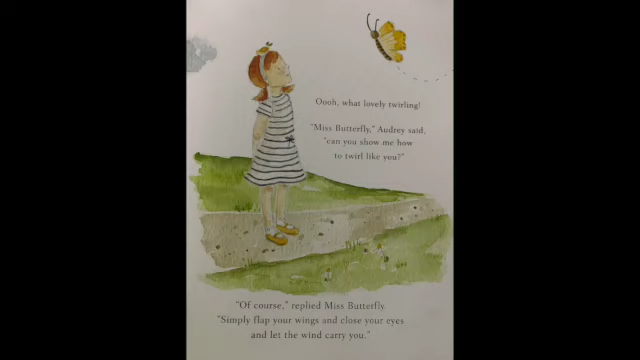 Oooh, what lovely twirling!
"Miss Butterfly," Audrey said,
"can you show me how
to twirl like you?"
"Of course," replied Miss Butterfly.
"Simply flap your wings and close your eyes
and let the wind carry you."